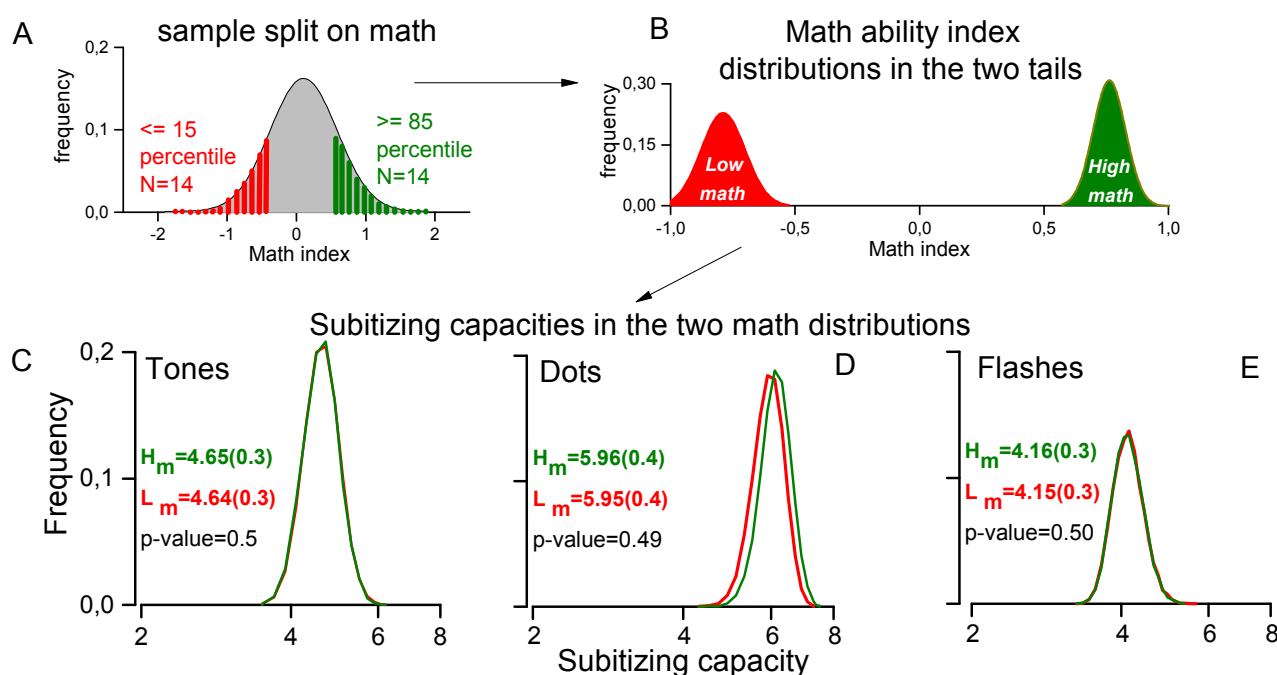 A
sample split on math
0,2
0,1
0,0
frequency
<= 15
percentile
N=14
>= 85
percentile
N=14
-2
-1
0
1
2
Math index
B
Math ability index
distributions in the two tails
0,30
0,15
0,00
frequency
Low
math
High
math
-1,0
-0,5
0,0
0,5
1,0
Math index
Subitizing capacities in the two math distributions
C
Tones
0,2
0,1
0,0
Frequency
Hm=4.65(0.3)
L m=4.64(0.3)
p-value=0.5
2
4
6
8
Dots
D
Hm=5.96(0.4)
L m=5.95(0.4)
p-value=0.49
2
4
6
8
Subitizing capacity
Flashes
E
Hm=4.16(0.3)
L m=4.15(0.3)
p-value=0.50
2
4
6
8